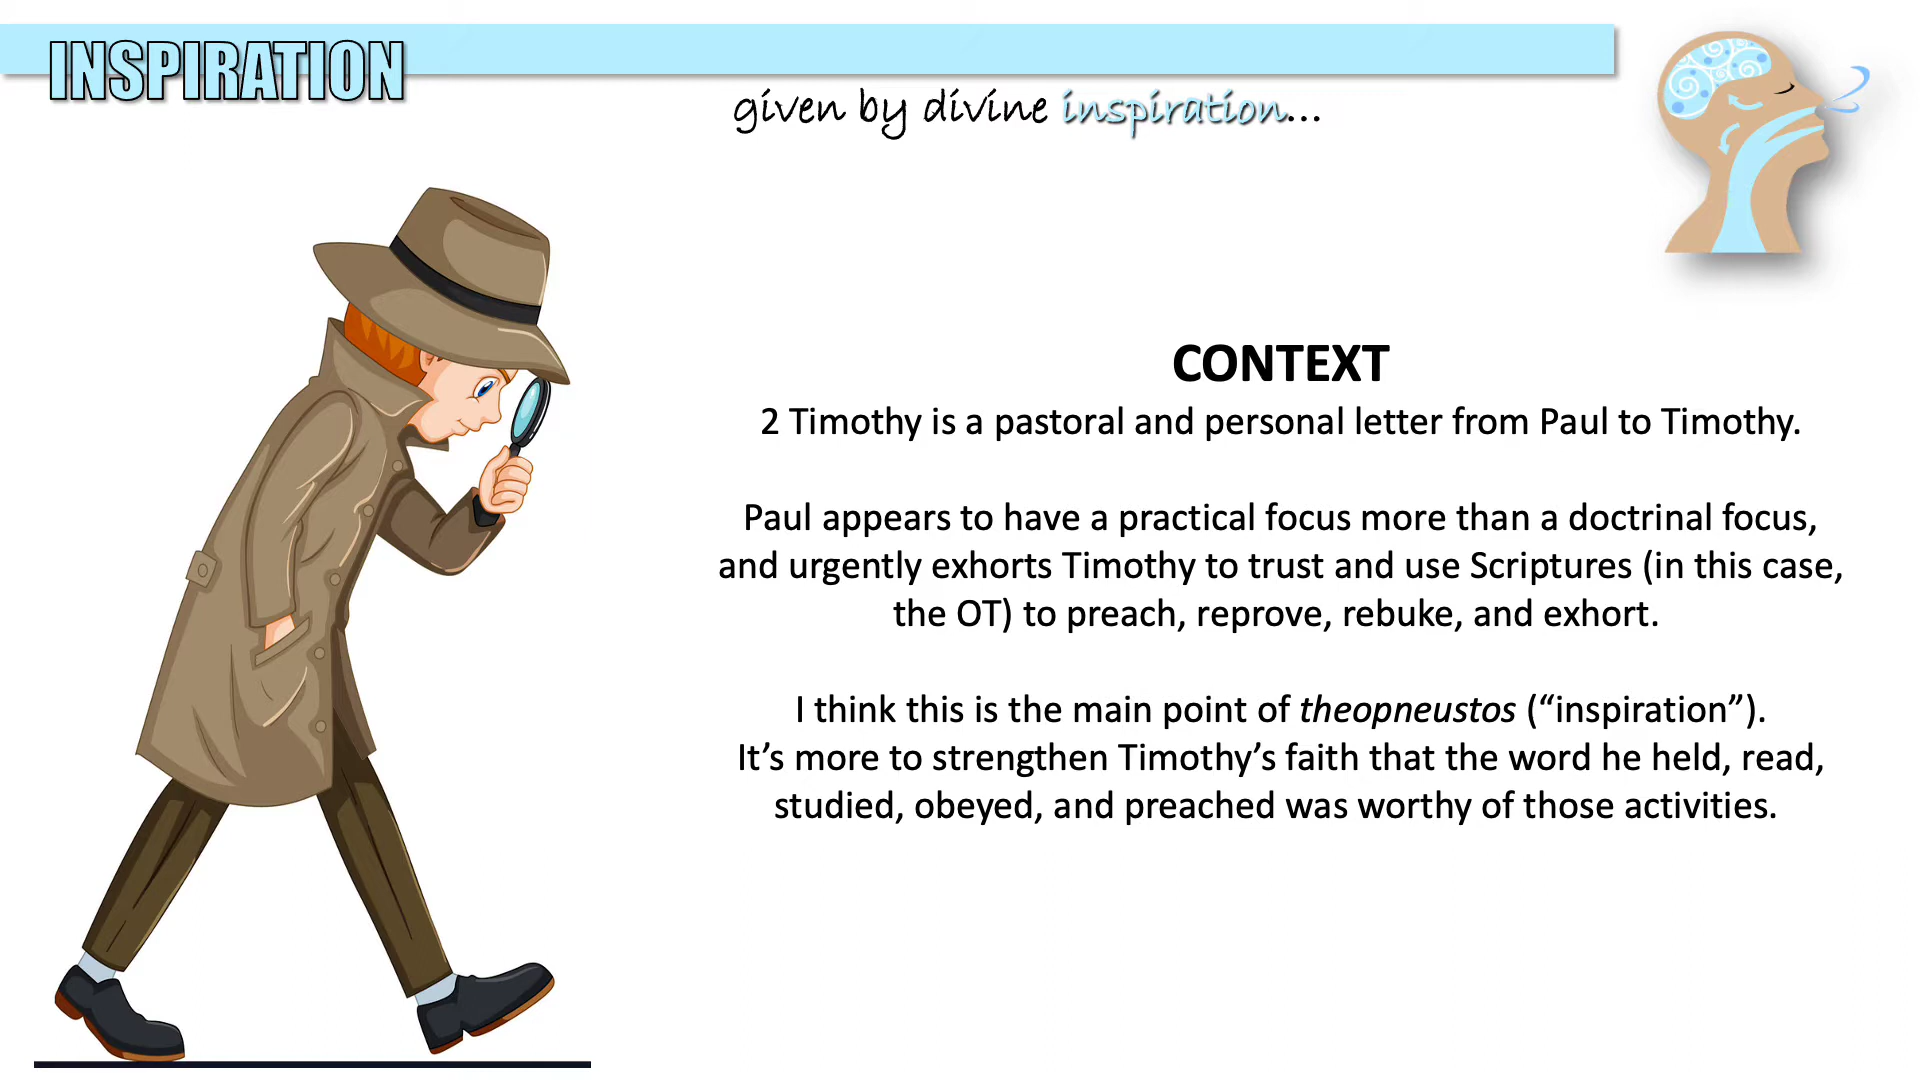 INSPIRATION
given by divine inspiration...
CONTEXT
2 Timothy is a pastoral and personal letter from Paul to Timothy.
Paul appears to have a practical focus more than a doctrinal focus,
and urgently exhorts Timothy to trust and use Scriptures (in this case,
the OT) to preach, reprove, rebuke, and exhort.
I think this is the main point of theopneustos (“inspiration”).
It’s more to strengthen Timothy’s faith that the word he held, read,
studied, obeyed, and preached was worthy of those activities.